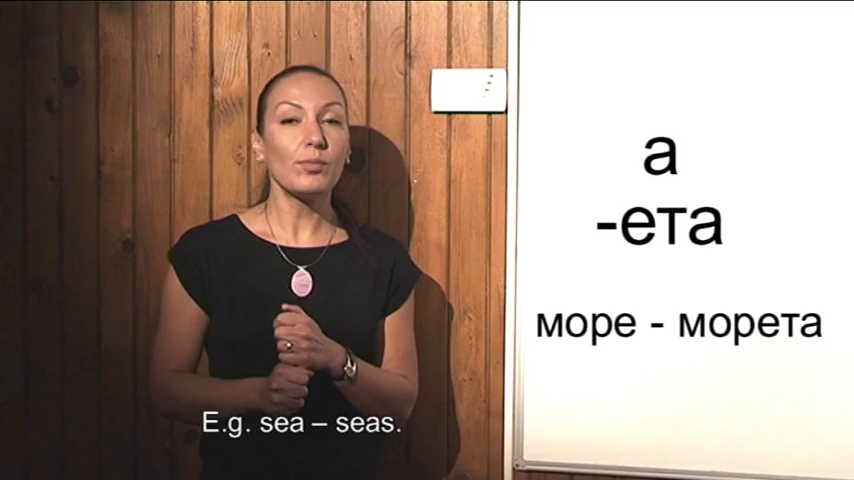 а
-ета
море - морета
E.g. sea – seas.